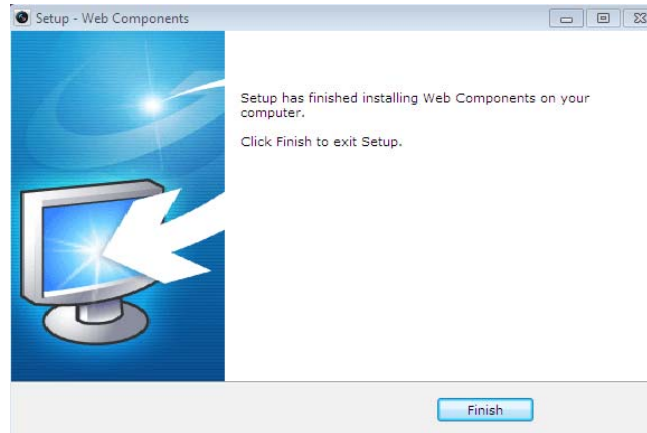 Setup - Web Components
Setup has finished installing Web Components on your
computer.
Click Finish to exit Setup.
Finish